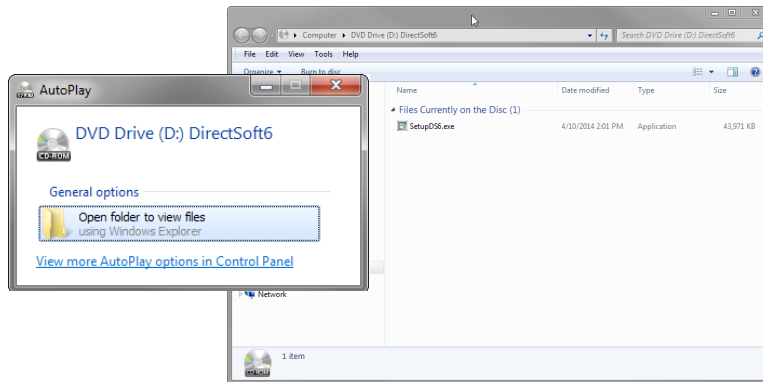 Computer ▸ DVD Drive (D:) DirectSoft6
Search DVD Drive (D:) DirectSoft6
File Edit View Tools Help
Organize Burn to disc
Name Date modified Type Size
Files Currently on the Disc (1)
SetupDS6.exe 4/10/2014 2:01 PM Application 43,971 KB
Network
1 item
CD-ROM
AutoPlay
DVD Drive (D:) DirectSoft6
CD-ROM
General options
Open folder to view files
using Windows Explorer
View more AutoPlay options in Control Panel